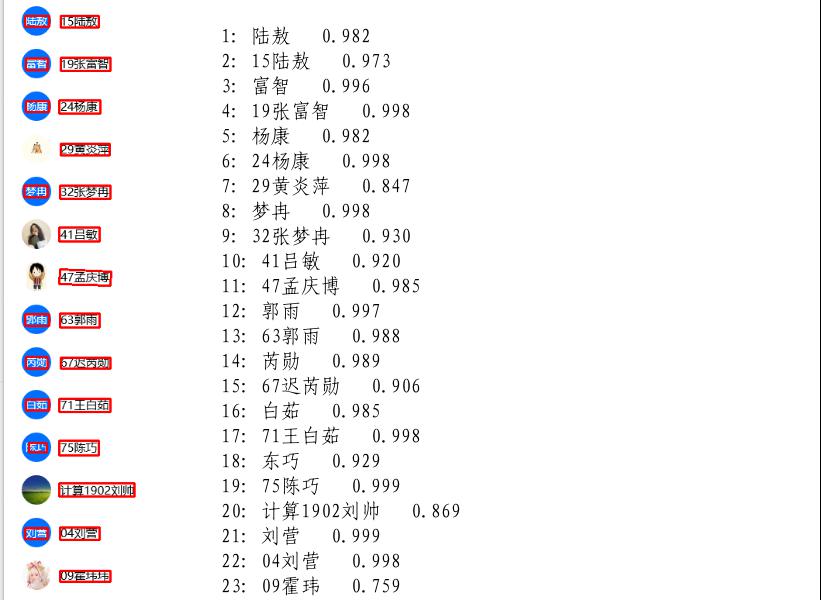 陆敖 15陆敖
富智 19张富智
杨康 24杨康
29黄炎萍
梦冉 32张梦冉
41吕敏
47孟庆博
郭雨 63郭雨
芮勋 67迟芮勋
白茹 71王白茹
陈巧 75陈巧
计算1902刘帅
刘营 04刘营
09霍玮玮
1: 陆敖 0.982
2: 15陆敖 0.973
3: 富智 0.996
4: 19张富智 0.998
5: 杨康 0.982
6: 24杨康 0.998
7: 29黄炎萍 0.847
8: 梦冉 0.998
9: 32张梦冉 0.930
10: 41吕敏 0.920
11: 47孟庆博 0.985
12: 郭雨 0.997
13: 63郭雨 0.988
14: 芮勋 0.989
15: 67迟芮勋 0.906
16: 白茹 0.985
17: 71王白茹 0.998
18: 东巧 0.929
19: 75陈巧 0.999
20: 计算1902刘帅 0.869
21: 刘营 0.999
22: 04刘营 0.998
23: 09霍玮 0.759